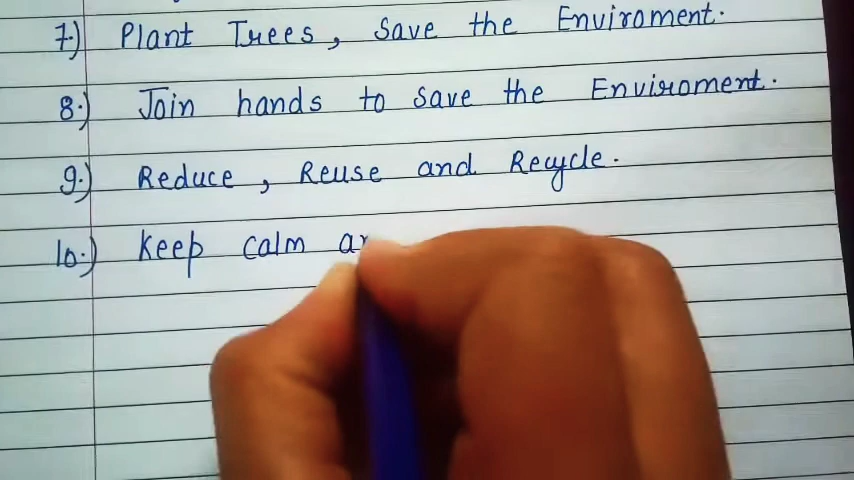 7.) Plant Trees, Save the Enviroment.
8.) Join hands to save the Enviroment.
9.) Reduce, Reuse and Recycle.
10.) Keep calm